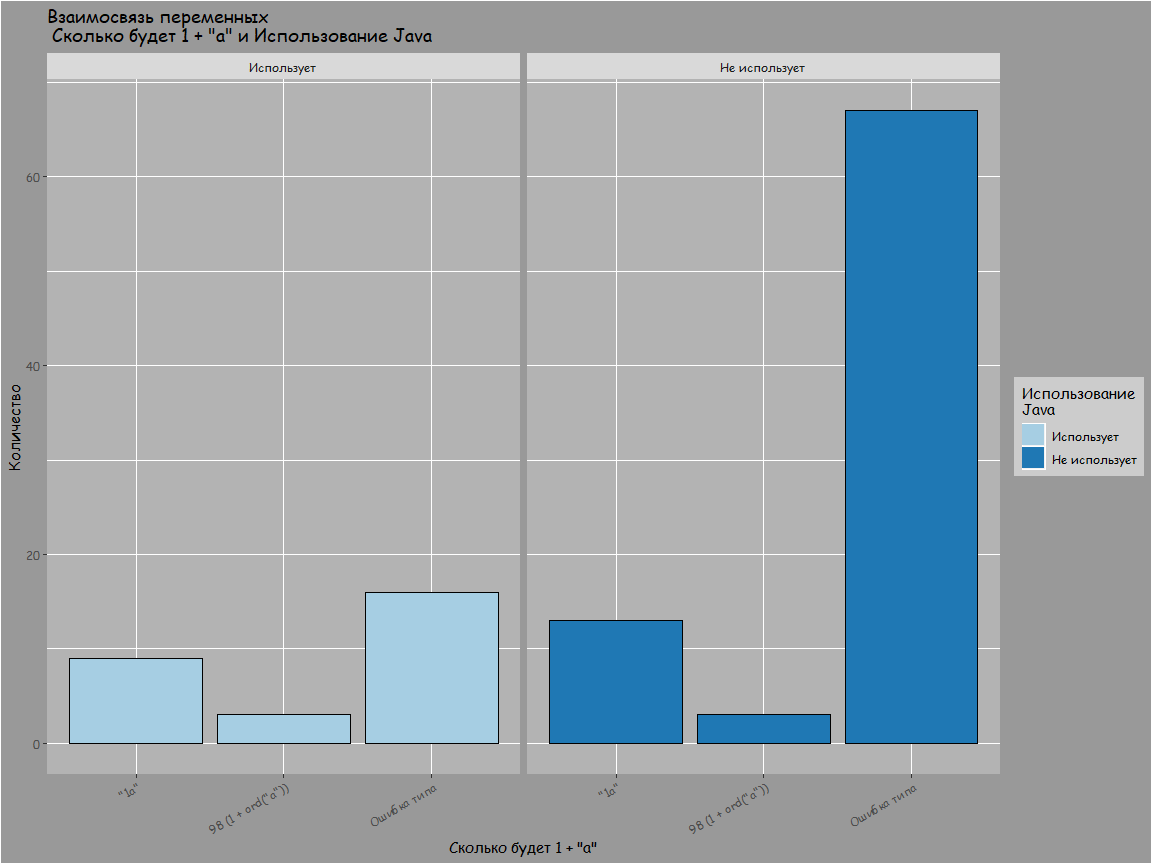 Взаимосвязь переменных
Сколько будет 1 + "a" и Использование Java
Использует
Не использует
Количество
60
40
20
0
"1a"
98 (1 + ord("a"))
Ошибка типа
"1a"
98 (1 + ord("a"))
Ошибка типа
Сколько будет 1 + "a"
Использование
Java
Использует
Не использует